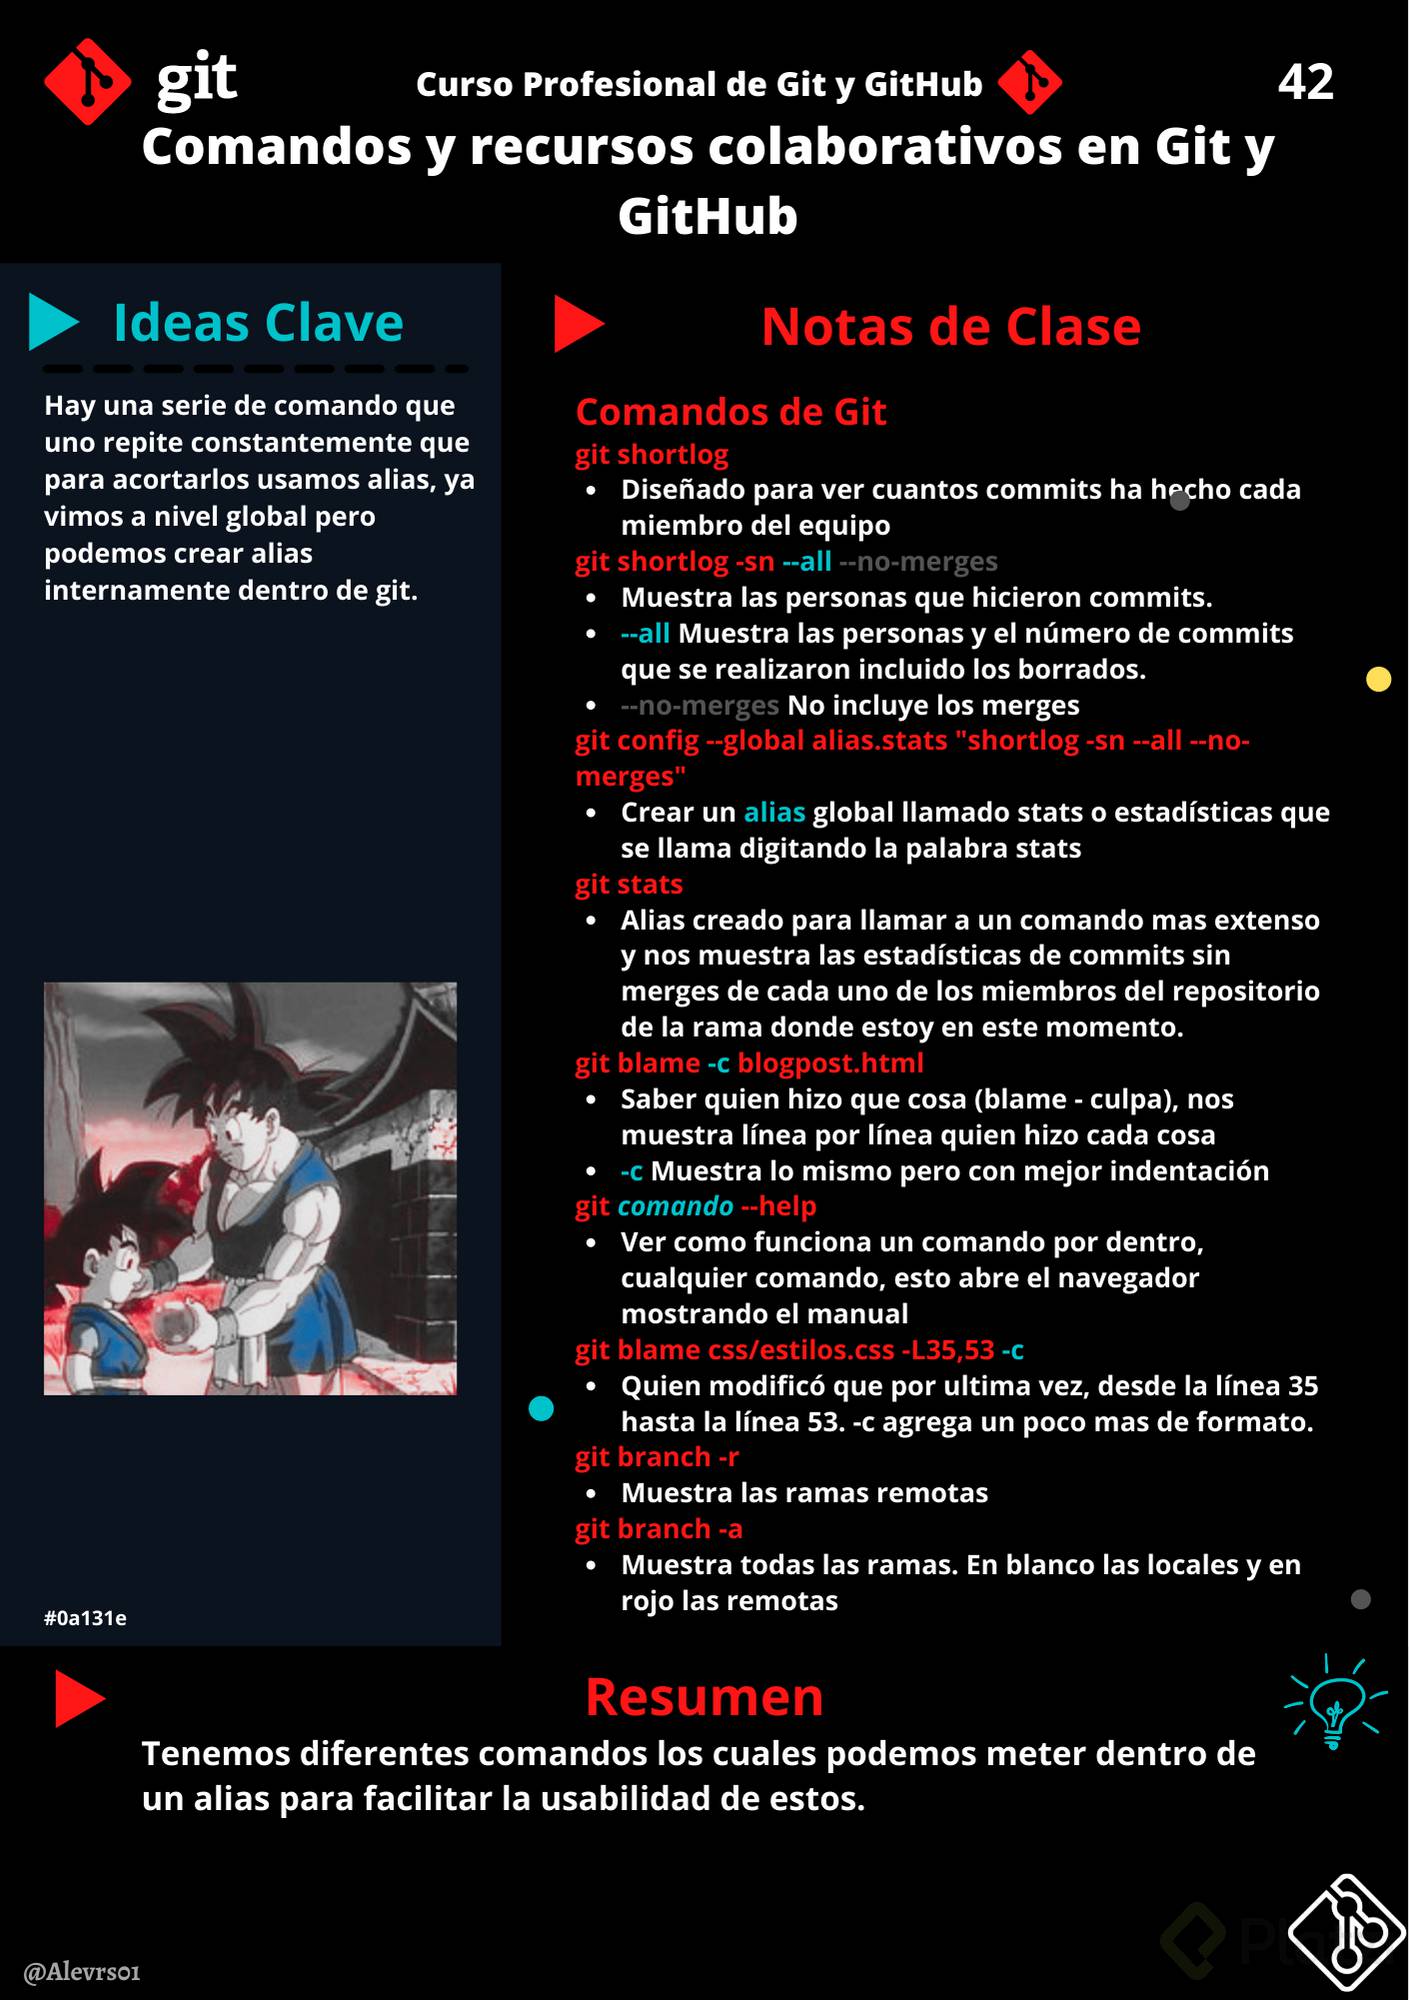 git
Curso Profesional de Git y GitHub
42
Comandos y recursos colaborativos en Git y
GitHub
Ideas Clave
Hay una serie de comando que
uno repite constantemente que
para acortarlos usamos alias, ya
vimos a nivel global pero
podemos crear alias
internamente dentro de git.
#0a131e
Notas de Clase
Comandos de Git
git shortlog
• Diseñado para ver cuantos commits ha hecho cada
miembro del equipo
git shortlog -sn --all --no-merges
• Muestra las personas que hicieron commits.
• --all Muestra las personas y el número de commits
que se realizaron incluido los borrados.
• --no-merges No incluye los merges
git config --global alias.stats "shortlog -sn --all --no-
merges"
• Crear un alias global llamado stats o estadísticas que
se llama digitando la palabra stats
git stats
• Alias creado para llamar a un comando mas extenso
y nos muestra las estadísticas de commits sin
merges de cada uno de los miembros del repositorio
de la rama donde estoy en este momento.
git blame -c blogpost.html
• Saber quien hizo que cosa (blame - culpa), nos
muestra línea por línea quien hizo cada cosa
• -c Muestra lo mismo pero con mejor indentación
git comando --help
• Ver como funciona un comando por dentro,
cualquier comando, esto abre el navegador
mostrando el manual
git blame css/estilos.css -L35,53 -c
• Quien modificó que por ultima vez, desde la línea 35
hasta la línea 53. -c agrega un poco mas de formato.
git branch -r
• Muestra las ramas remotas
git branch -a
• Muestra todas las ramas. En blanco las locales y en
rojo las remotas
Resumen
Tenemos diferentes comandos los cuales podemos meter dentro de
un alias para facilitar la usabilidad de estos.
@Alevrs01